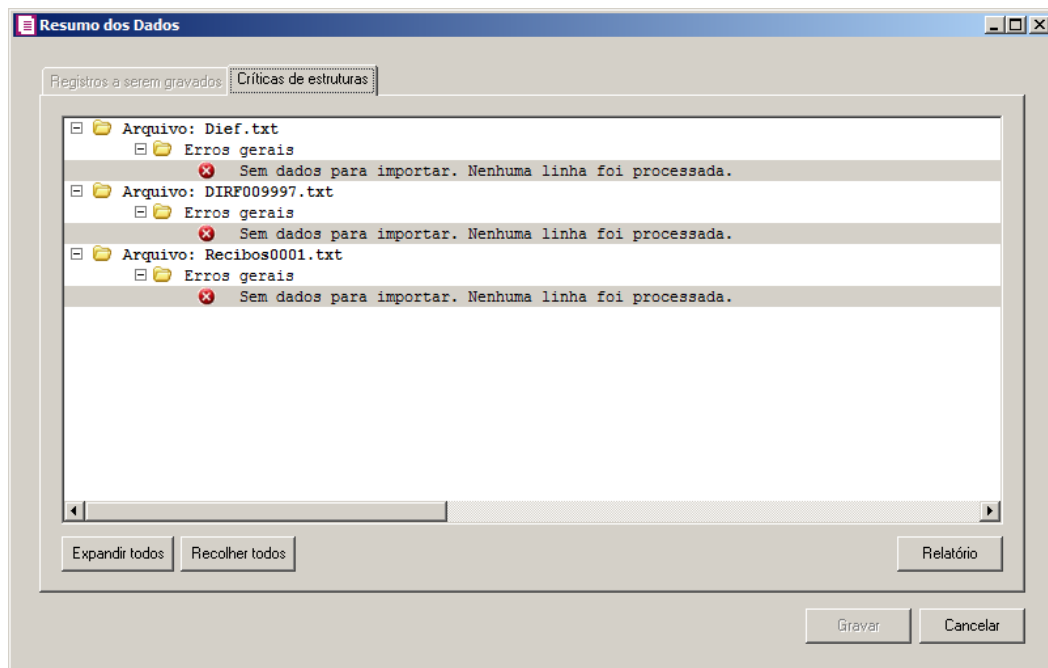 Resumo dos Dados
Registros a serem gravados Críticas de estruturas
Arquivo: Dief.txt
Erros gerais
Sem dados para importar. Nenhuma linha foi processada.
Arquivo: DIRF009997.txt
Erros gerais
Sem dados para importar. Nenhuma linha foi processada.
Arquivo: Recibos0001.txt
Erros gerais
Sem dados para importar. Nenhuma linha foi processada.
Expandir todos Recolher todos Relatório
Gravar Cancelar